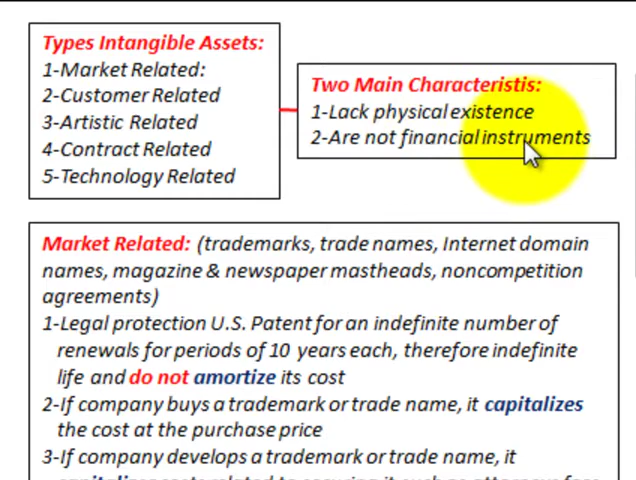 Types Intangible Assets:
1-Market Related:
2-Customer Related
3-Artistic Related
4-Contract Related
5-Technology Related
Two Main Characteristis:
1-Lack physical existence
2-Are not financial instruments
Market Related: (trademarks, trade names, Internet domain
names, magazine & newspaper mastheads, noncompetition
agreements)
1-Legal protection U.S. Patent for an indefinite number of
renewals for periods of 10 years each, therefore indefinite
life and do not amortize its cost
2-If company buys a trademark or trade name, it capitalizes
the cost at the purchase price
3-If company develops a trademark or trade name, it